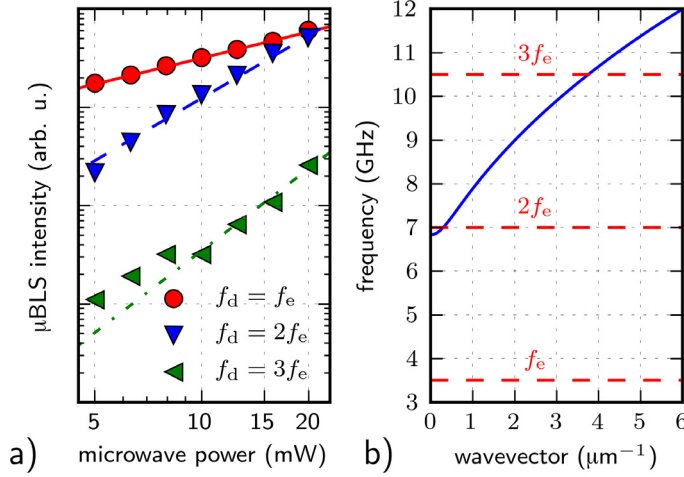 μBLS intensity (arb. u.)
f_d = f_e
f_d = 2f_e
f_d = 3f_e
5 10 15 20
a) microwave power (mW)
frequency (GHz)
12
11
10
9
8
7
6
5
4
3
3f_e
2f_e
f_e
0 1 2 3 4 5 6
b) wavevector (μm⁻¹)